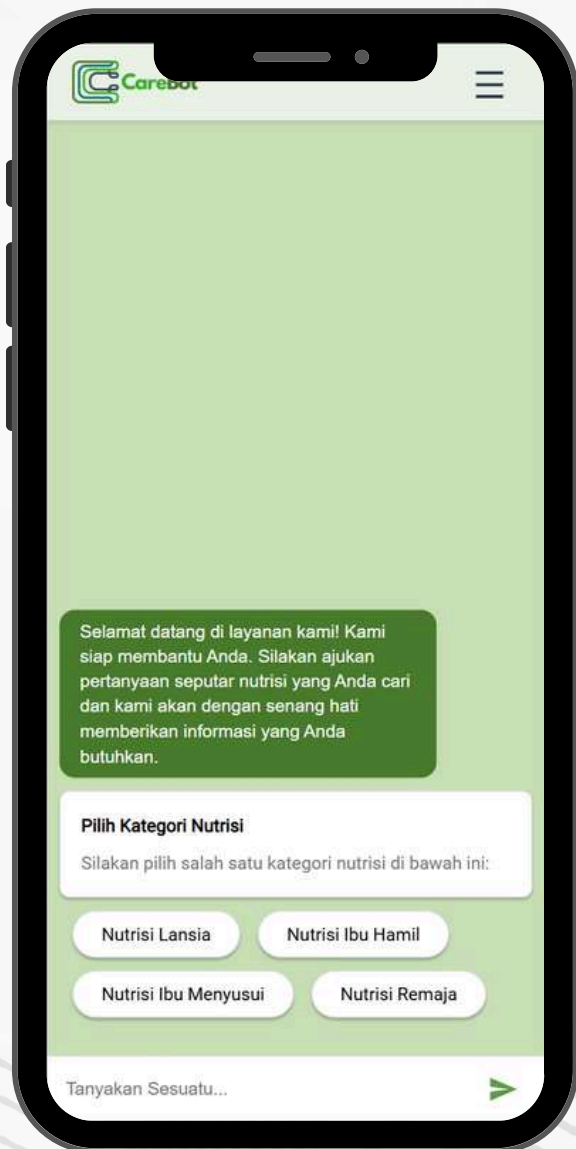 Carebot
Selamat datang di layanan kami! Kami
siap membantu Anda. Silakan ajukan
pertanyaan seputar nutrisi yang Anda cari
dan kami akan dengan senang hati
memberikan informasi yang Anda
butuhkan.
Pilih Kategori Nutrisi
Silakan pilih salah satu kategori nutrisi di bawah ini:
Nutrisi Lansia
Nutrisi Ibu Hamil
Nutrisi Ibu Menyusui
Nutrisi Remaja
Tanyakan Sesuatu...